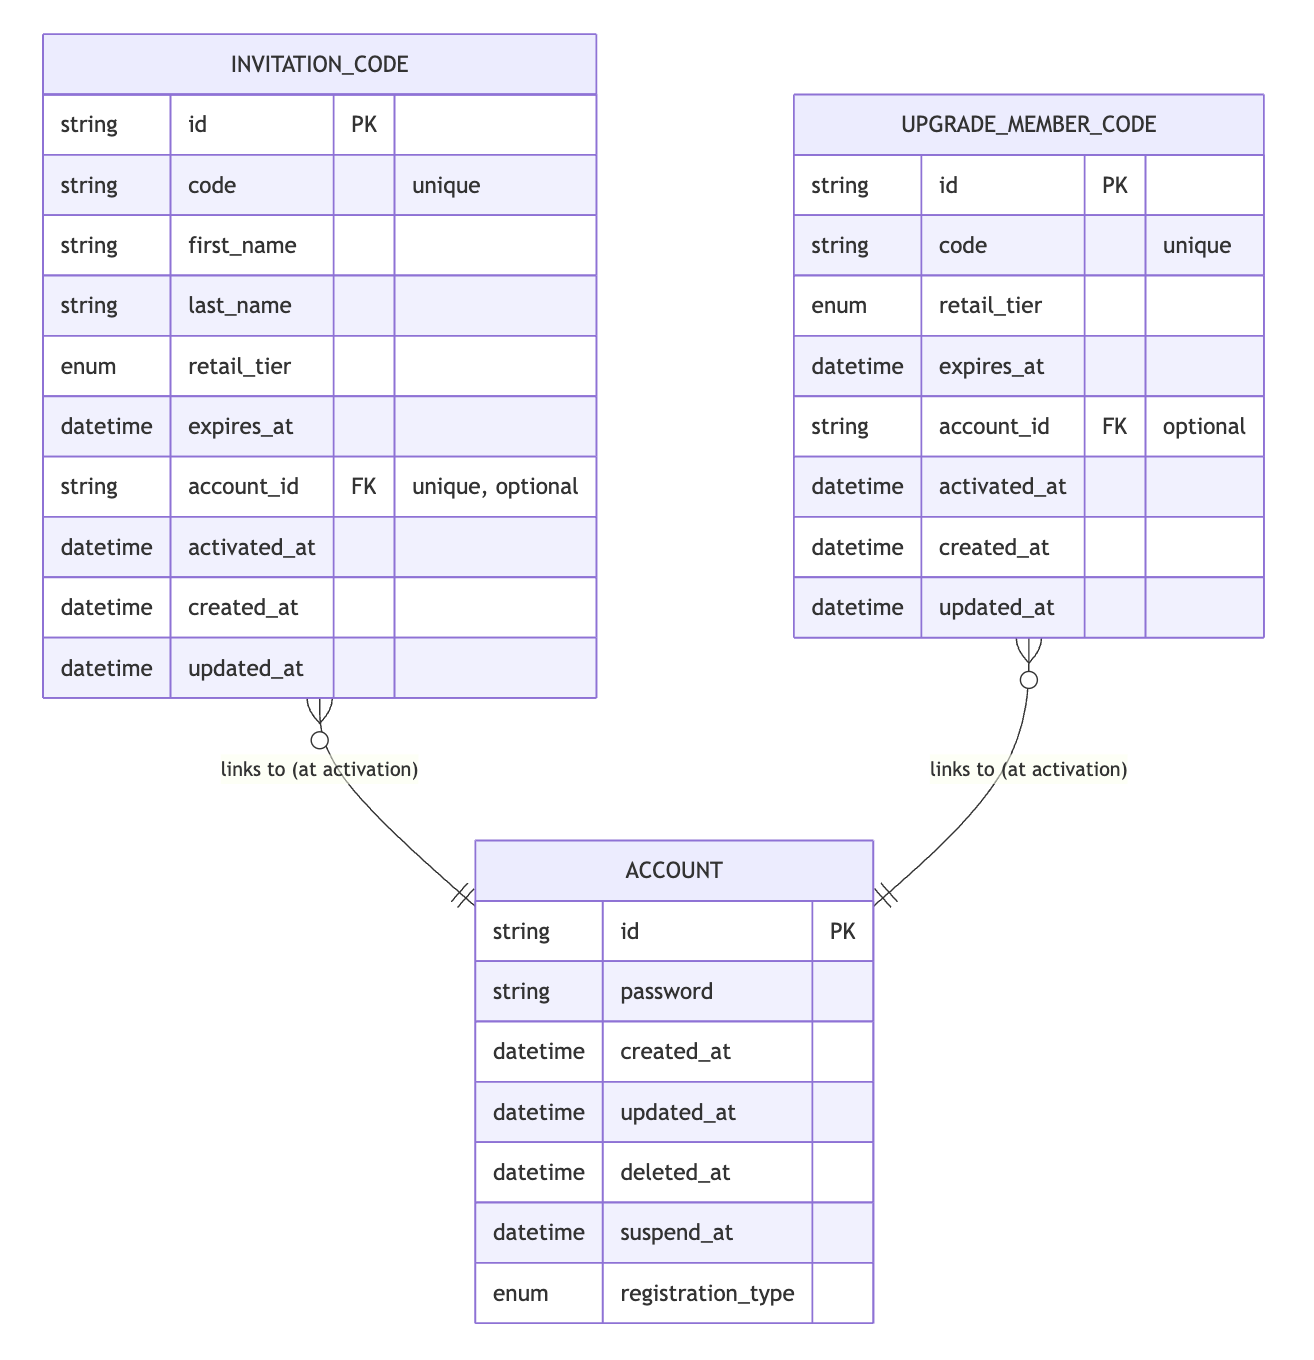 INVITATION_CODE
string id PK
string code unique
string first_name
string last_name
enum retail_tier
datetime expires_at
string account_id FK unique, optional
datetime activated_at
datetime created_at
datetime updated_at
UPGRADE_MEMBER_CODE
string id PK
string code unique
enum retail_tier
datetime expires_at
string account_id FK optional
datetime activated_at
datetime created_at
datetime updated_at
links to (at activation)
links to (at activation)
ACCOUNT
string id PK
string password
datetime created_at
datetime updated_at
datetime deleted_at
datetime suspend_at
enum registration_type